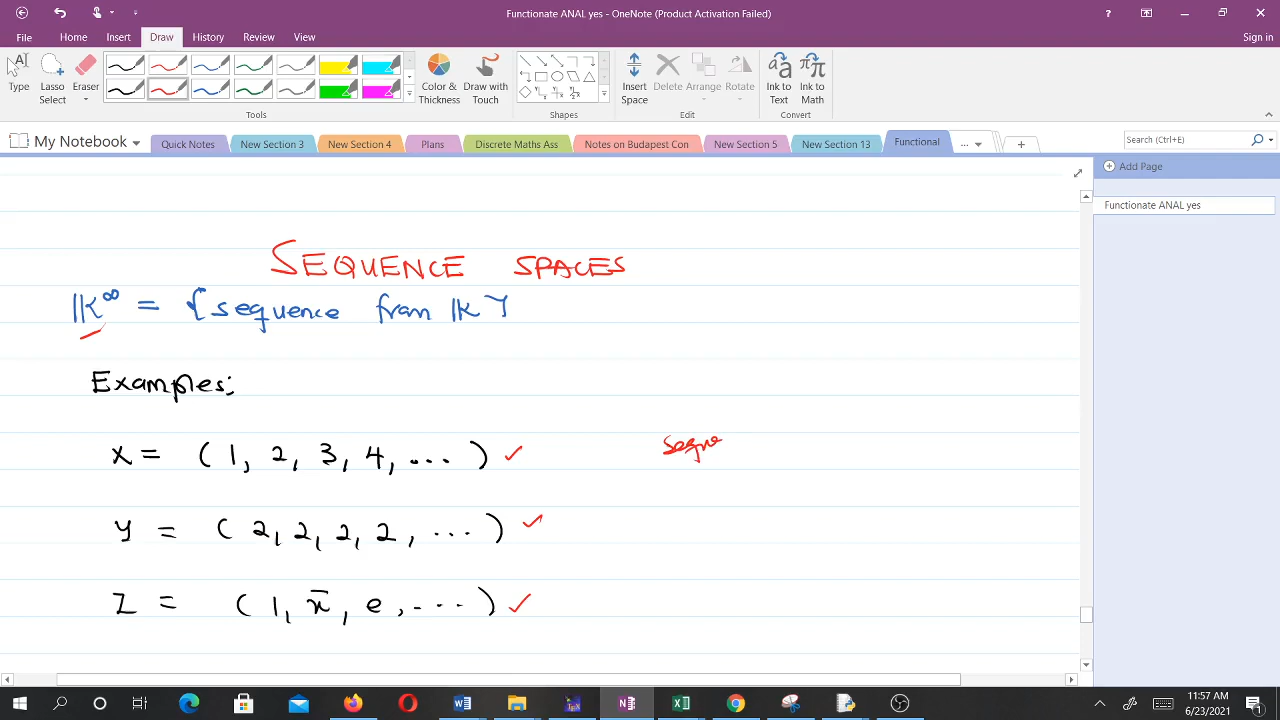 Functionate ANAL yes - OneNote (Product Activation Failed)
?
File Home Insert Draw History Review View
Sign in
Type
Lasso Select
Eraser
Color & Thickness
Draw with Touch
Insert Space
Delete
Arrange
Rotate
Ink to Text
Ink to Math
Tools
Shapes
Edit
Convert
My Notebook
Quick Notes
New Section 3
New Section 4
Plans
Discrete Maths Ass
Notes on Budapest Con
New Section 5
New Section 13
Functional
...
Search (Ctrl+E)
Add Page
Functionate ANAL yes
SEQUENCE SPACES
𝕂^∞ = { sequence from 𝕂 }
Examples:
x = ( 1, 2, 3, 4, ... ) ✓
Seque
y = ( 2, 2, 2, 2, ... ) ✓
z = ( 1, π, e, ... ) ✓
11:57 AM
6/23/2021